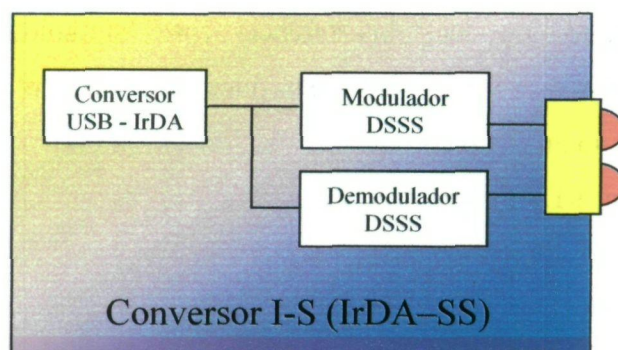 Conversor
USB - IrDA
Modulador
DSSS
Demodulador
DSSS
Conversor I-S (IrDA–SS)